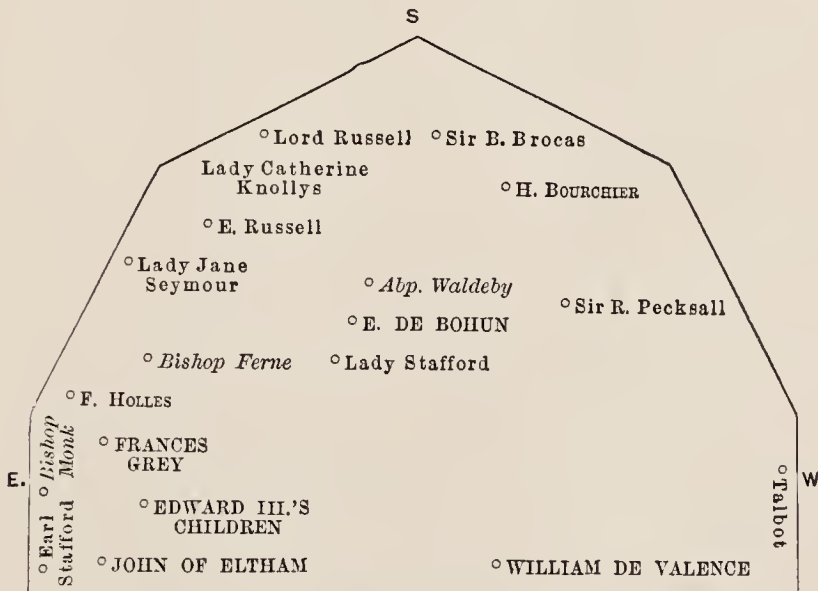 S
Lord Russell
Sir B. Brocas
Lady Catherine
Knollys
H. BOURCHIER
E. Russell
Lady Jane
Seymour
Abp. Waldeby
Sir R. Pecksall
E. DE BOHUN
Bishop Ferne
Lady Stafford
F. HOLLES
Bishop
Monk
FRANCES
GREY
E.
W
Talbot
EDWARD III.'S
CHILDREN
Earl
Stafford
JOHN OF ELTHAM
WILLIAM DE VALENCE